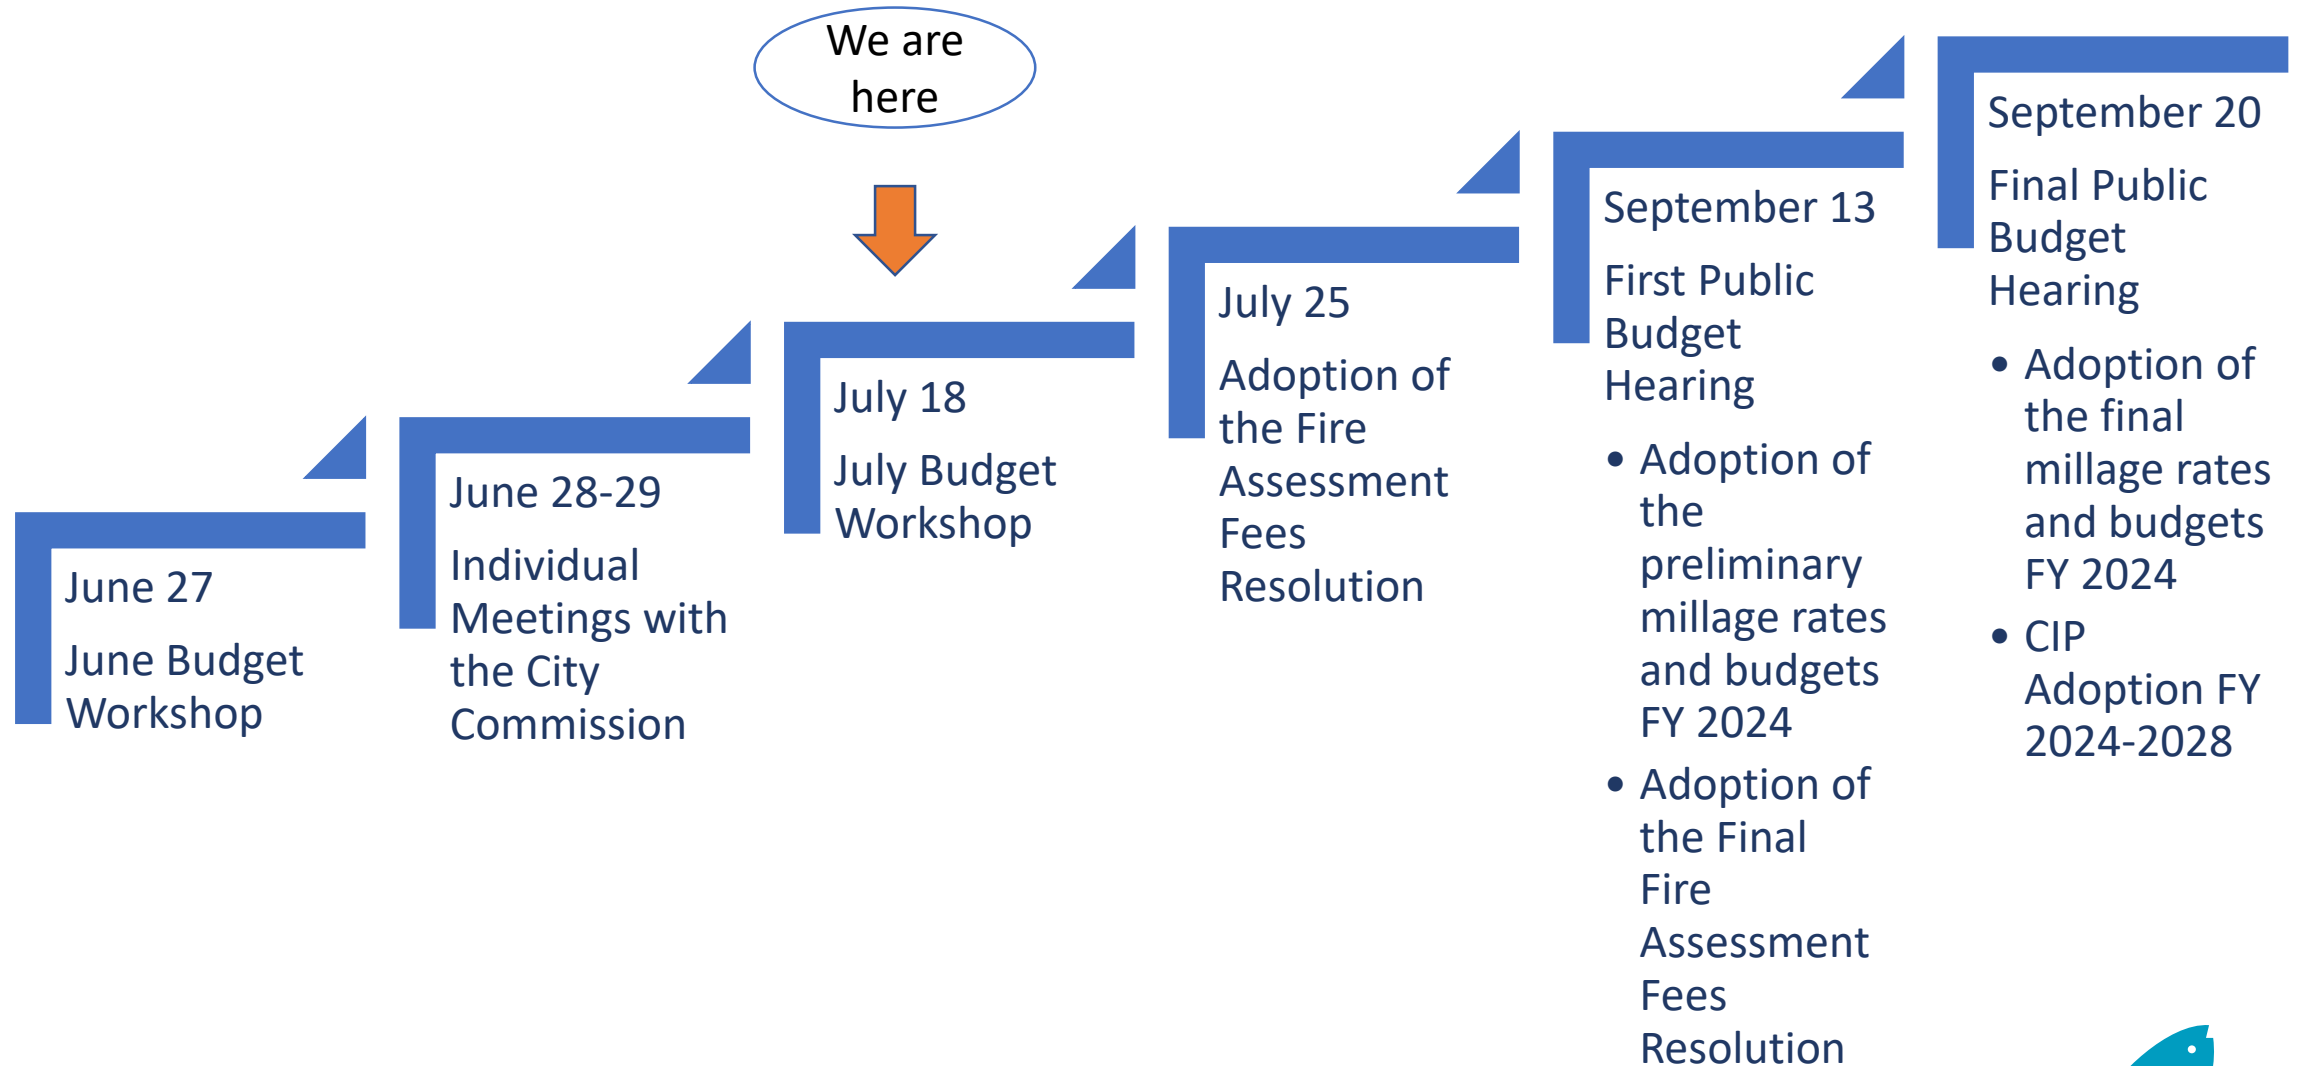 We are
here
June 27
June Budget
Workshop
June 28-29
Individual
Meetings with
the City
Commission
July 18
July Budget
Workshop
July 25
Adoption of
the Fire
Assessment
Fees
Resolution
September 13
First Public
Budget
Hearing
• Adoption of
the
preliminary
millage rates
and budgets
FY 2024
• Adoption of
the Final
Fire
Assessment
Fees
Resolution
September 20
Final Public
Budget
Hearing
• Adoption of
the final
millage rates
and budgets
FY 2024
• CIP
Adoption FY
2024-2028